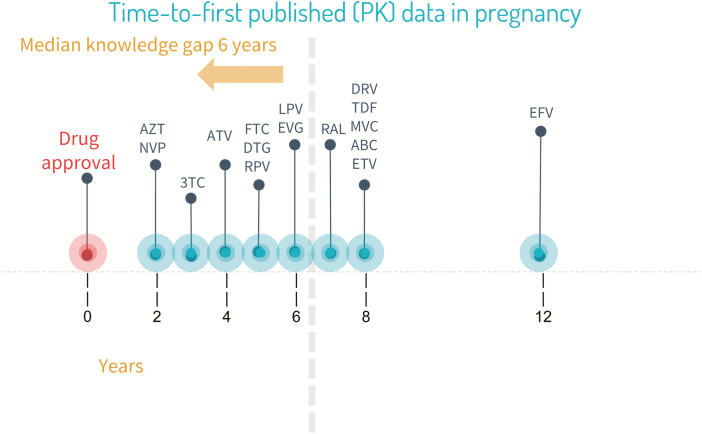 Time-to-first published (PK) data in pregnancy
Median knowledge gap 6 years
Drug
approval
AZT
NVP
3TC
ATV
FTC
DTG
RPV
LPV
EVG
RAL
DRV
TDF
MVC
ABC
ETV
EFV
0
2
4
6
8
12
Years